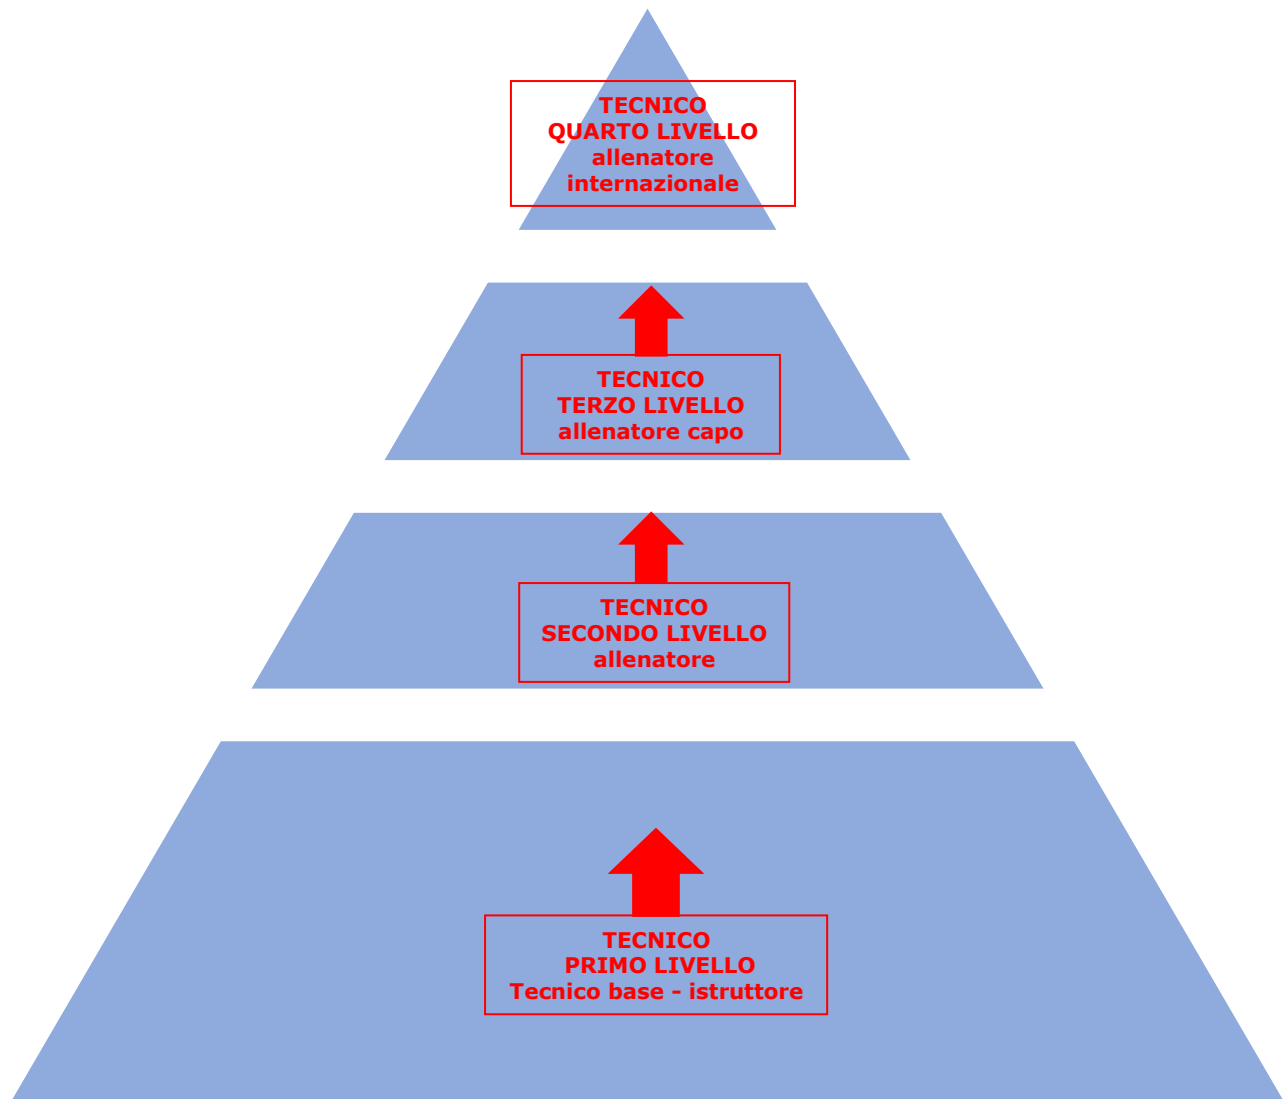 TECNICO
QUARTO LIVELLO
allenatore
internazionale
TECNICO
TERZO LIVELLO
allenatore capo
TECNICO
SECONDO LIVELLO
allenatore
TECNICO
PRIMO LIVELLO
Tecnico base - istruttore